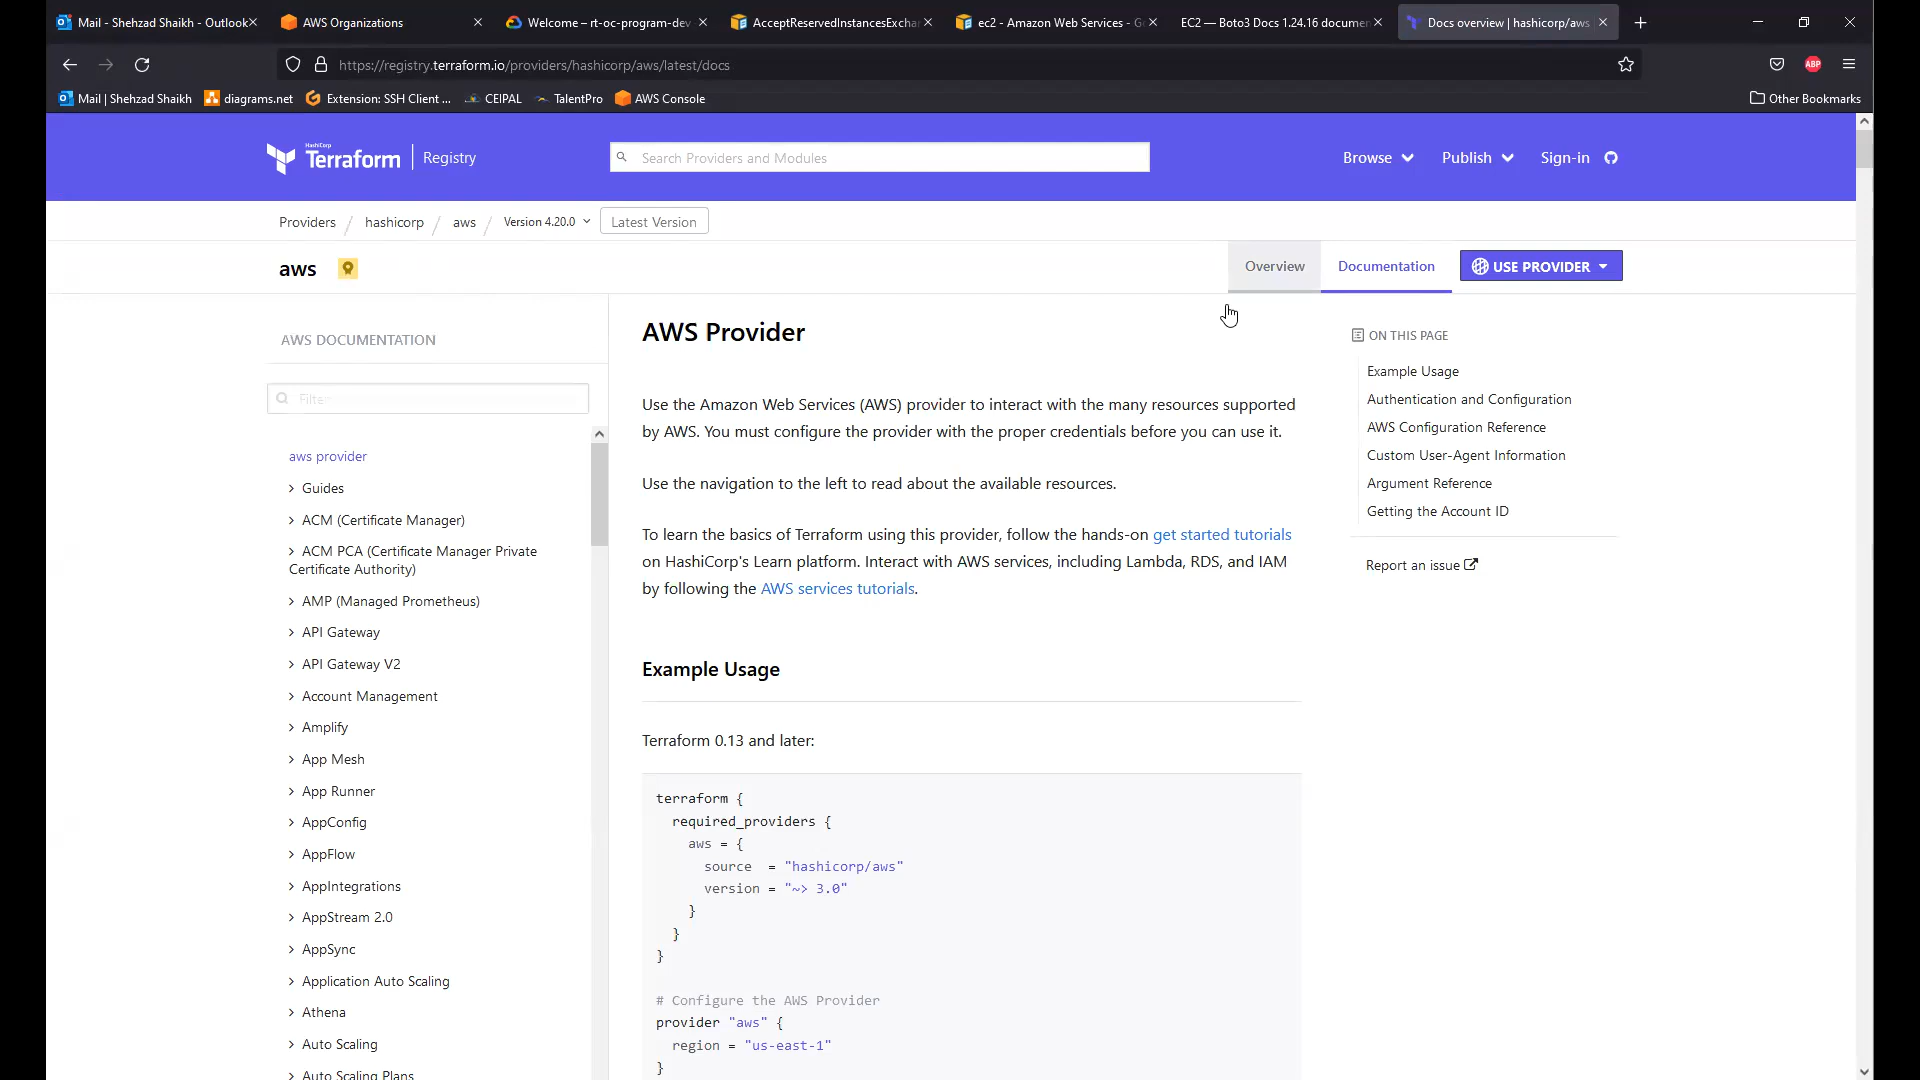 Mail - Shehzad Shaikh - Outlook
AWS Organizations
Welcome – rt-oc-program-dev
AcceptReservedInstancesExchan
ec2 - Amazon Web Services - Go
EC2 — Boto3 Docs 1.24.16 documen
Docs overview | hashicorp/aws
https://registry.terraform.io/providers/hashicorp/aws/latest/docs
ABP
Mail | Shehzad Shaikh
diagrams.net
Extension: SSH Client ...
CEIPAL
TalentPro
AWS Console
Other Bookmarks
HashiCorp
Terraform
Registry
Search Providers and Modules
Browse
Publish
Sign-in
Providers / hashicorp / aws / Version 4.20.0
Latest Version
aws
Overview
Documentation
USE PROVIDER
AWS DOCUMENTATION
Filter
aws provider
Guides
ACM (Certificate Manager)
ACM PCA (Certificate Manager Private
Certificate Authority)
AMP (Managed Prometheus)
API Gateway
API Gateway V2
Account Management
Amplify
App Mesh
App Runner
AppConfig
AppFlow
AppIntegrations
AppStream 2.0
AppSync
Application Auto Scaling
Athena
Auto Scaling
Auto Scaling Plans
AWS Provider
Use the Amazon Web Services (AWS) provider to interact with the many resources supported
by AWS. You must configure the provider with the proper credentials before you can use it.
Use the navigation to the left to read about the available resources.
To learn the basics of Terraform using this provider, follow the hands-on get started tutorials
on HashiCorp's Learn platform. Interact with AWS services, including Lambda, RDS, and IAM
by following the AWS services tutorials.
Example Usage
Terraform 0.13 and later:
terraform {
  required_providers {
    aws = {
      source  = "hashicorp/aws"
      version = "~> 3.0"
    }
  }
}
# Configure the AWS Provider
provider "aws" {
  region = "us-east-1"
}
ON THIS PAGE
Example Usage
Authentication and Configuration
AWS Configuration Reference
Custom User-Agent Information
Argument Reference
Getting the Account ID
Report an issue